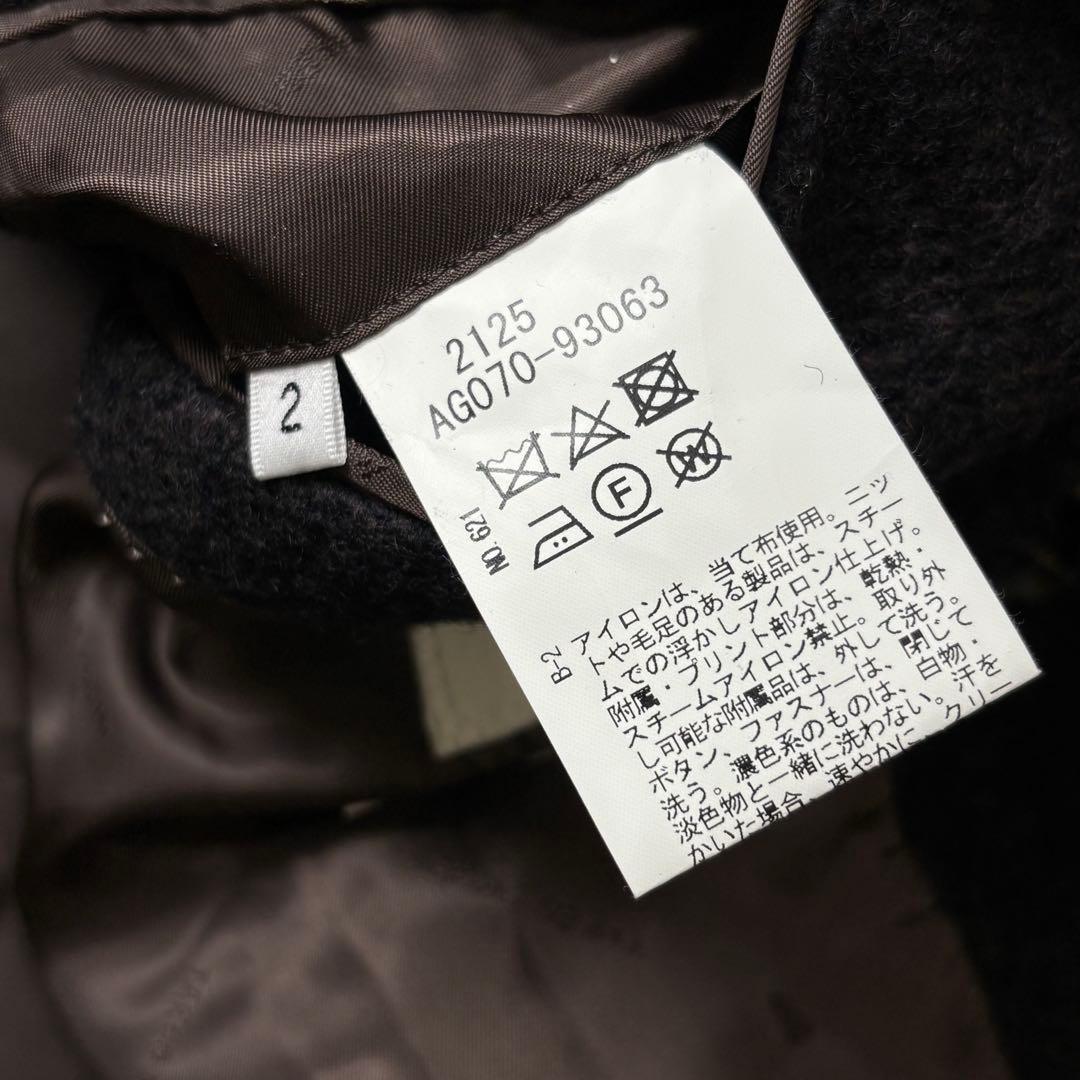 2125
AG070-93063
2
F
W
NO.621
B-2
アイロンは、当て布使用。ニッ
トや毛足のある製品は、スチー
ムでの浮かしアイロン仕上げ。
附属・プリント部分は、乾熱・
スチームアイロン禁止。取り外
し可能な附属品は、外して洗う。
ボタン、ファスナーは、閉じて
洗う。濃色系のものは、白物・
淡色物と一緒に洗わない。汗を
かいた場合、速やかにクリー